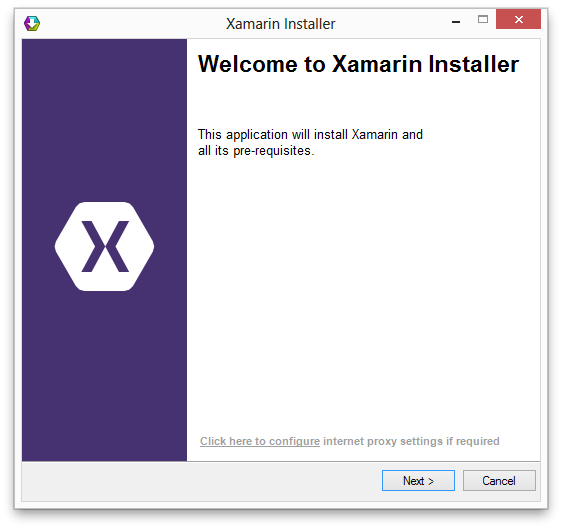 Xamarin Installer
Welcome to Xamarin Installer
This application will install Xamarin and
all its pre-requisites.
X
Click here to configure internet proxy settings if required
Next >
Cancel